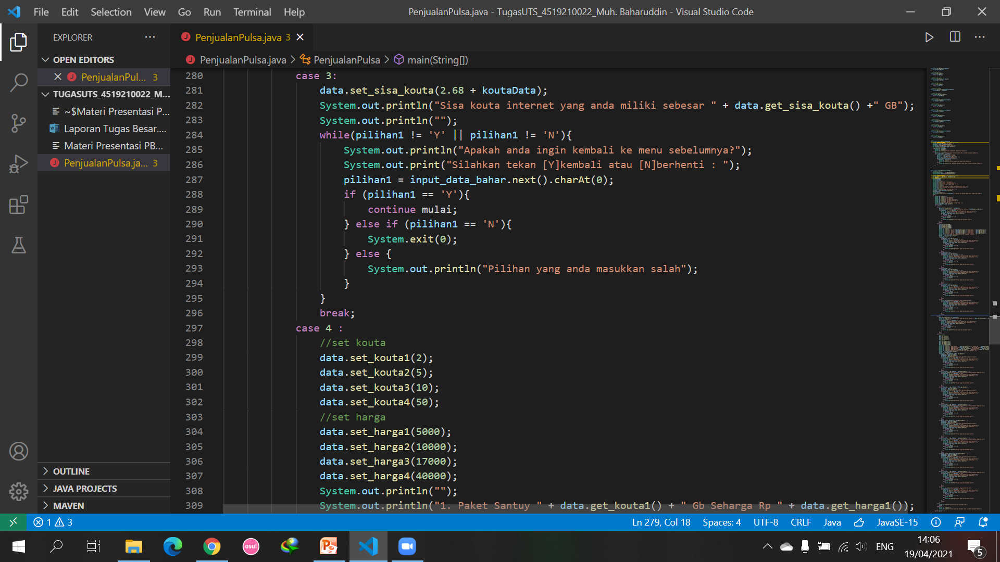 File Edit Selection View Go Run Terminal Help
PenjualanPulsa.java - TugasUTS_4519210022_Muh. Baharuddin - Visual Studio Code
EXPLORER
OPEN EDITORS
PenjualanPul... 3
TUGASUTS_4519210022_M...
~$Materi Presentasi P...
Laporan Tugas Besar....
Materi Presentasi PB...
PenjualanPulsa.ja... 3
OUTLINE
JAVA PROJECTS
MAVEN
PenjualanPulsa.java 3
PenjualanPulsa.java > PenjualanPulsa > main(String[])
280 case 3:
281 data.set_sisa_kouta(2.68 + koutaData);
282 System.out.println("Sisa kouta internet yang anda miliki sebesar " + data.get_sisa_kouta() +" GB");
283 System.out.println("");
284 while(pilihan1 != 'Y' || pilihan1 != 'N'){
285 System.out.println("Apakah anda ingin kembali ke menu sebelumnya?");
286 System.out.print("Silahkan tekan [Y]kembali atau [N]berhenti : ");
287 pilihan1 = input_data_bahar.next().charAt(0);
288 if (pilihan1 == 'Y'){
289 continue mulai;
290 } else if (pilihan1 == 'N'){
291 System.exit(0);
292 } else {
293 System.out.println("Pilihan yang anda masukkan salah");
294 }
295 }
296 break;
297 case 4 :
298 //set kouta
299 data.set_kouta1(2);
300 data.set_kouta2(5);
301 data.set_kouta3(10);
302 data.set_kouta4(50);
303 //set harga
304 data.set_harga1(5000);
305 data.set_harga2(10000);
306 data.set_harga3(17000);
307 data.set_harga4(40000);
308 System.out.println("");
309 System.out.println("1. Paket Santuy " + data.get_kouta1() + " Gb Seharga Rp " + data.get_harga1());
1 3
Ln 279, Col 18 Spaces: 4 UTF-8 CRLF Java JavaSE-15
osu!
ENG
14:06
19/04/2021
5